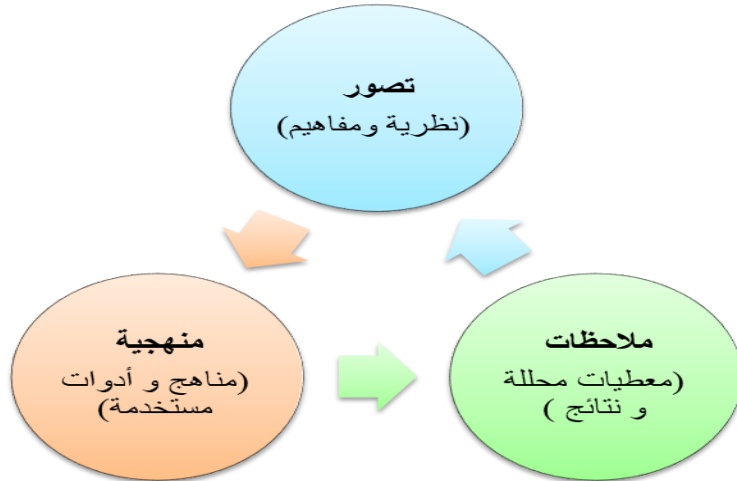 تصور
(نظرية ومفاهيم)
ملاحظات
(معطيات محللة
و نتائج )
منهجية
(مناهج و أدوات
مستخدمة)